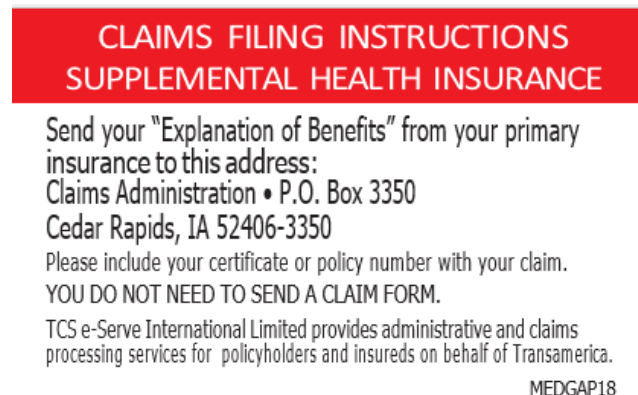 CLAIMS FILING INSTRUCTIONS
SUPPLEMENTAL HEALTH INSURANCE
Send your "Explanation of Benefits" from your primary
insurance to this address:
Claims Administration • P.O. Box 3350
Cedar Rapids, IA 52406-3350
Please include your certificate or policy number with your claim.
YOU DO NOT NEED TO SEND A CLAIM FORM.
TCS e-Serve International Limited provides administrative and claims
processing services for policyholders and insureds on behalf of Transamerica.
MEDGAP18